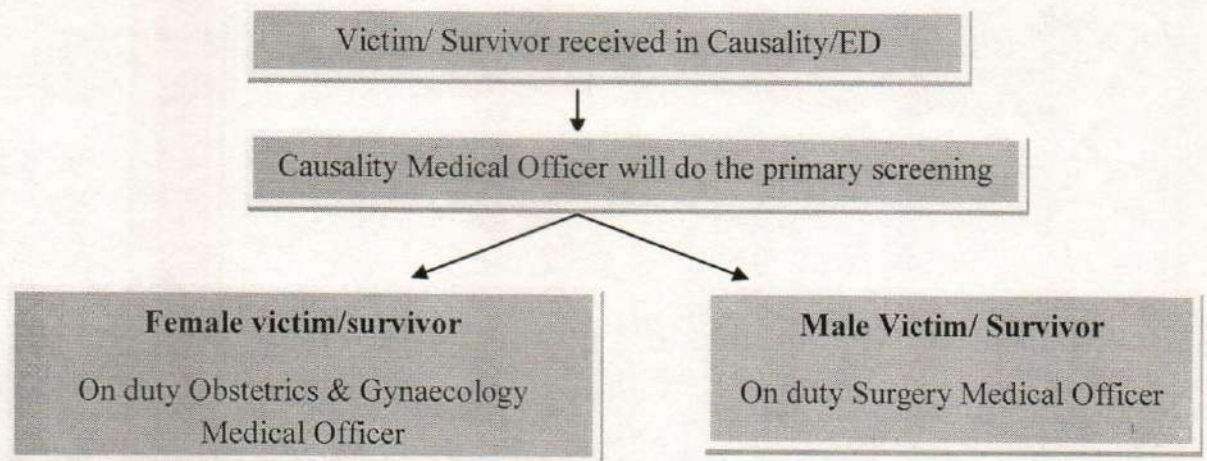 Victim/ Survivor received in Causality/ED
Causality Medical Officer will do the primary screening
Female victim/survivor
On duty Obstetrics & Gynaecology
Medical Officer
Male Victim/ Survivor
On duty Surgery Medical Officer